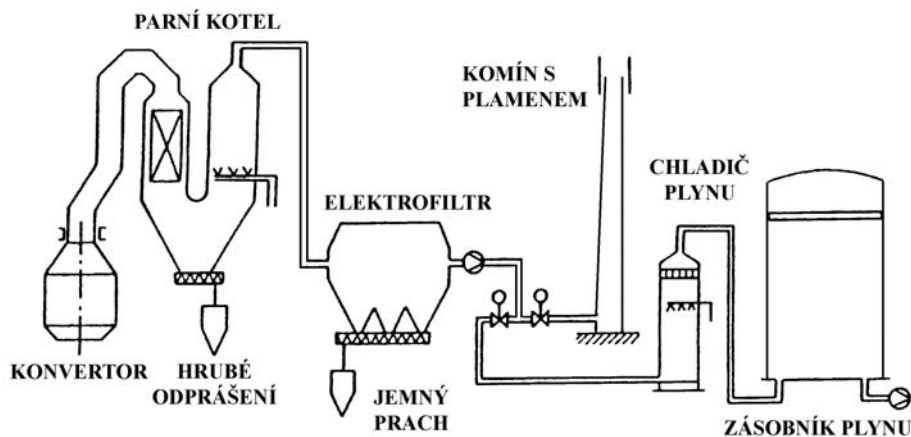 PARNÍ KOTEL
KOMÍN S
PLAMENEM
CHLADIČ
PLYNU
ELEKTROFILTR
KONVERTOR
HRUBÉ
ODPRÁŠENÍ
JEMNÝ
PRACH
ZÁSOBNÍK PLYNU